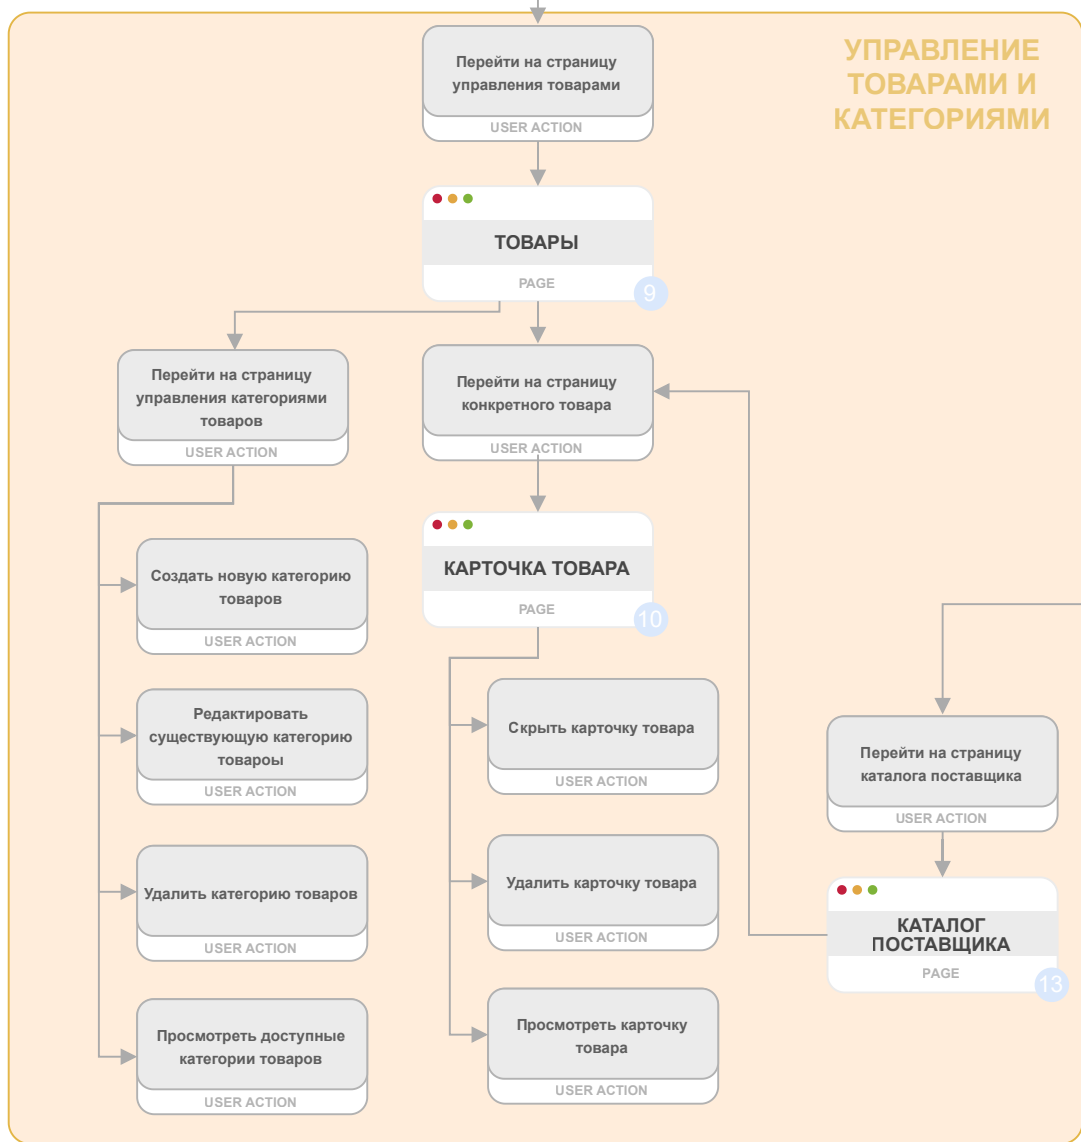 УПРАВЛЕНИЕ
ТОВАРАМИ И
КАТЕГОРИЯМИ
Перейти на страницу
управления товарами
USER ACTION
ТОВАРЫ
PAGE
9
Перейти на страницу
управления категориями
товаров
USER ACTION
Перейти на страницу
конкретного товара
USER ACTION
КАРТОЧКА ТОВАРА
PAGE
10
Создать новую категорию
товаров
USER ACTION
Редактировать
существующую категорию
товароы
USER ACTION
Удалить категорию товаров
USER ACTION
Просмотреть доступные
категории товаров
USER ACTION
Скрыть карточку товара
USER ACTION
Удалить карточку товара
USER ACTION
Просмотреть карточку
товара
USER ACTION
Перейти на страницу
каталога поставщика
USER ACTION
КАТАЛОГ
ПОСТАВЩИКА
PAGE
13